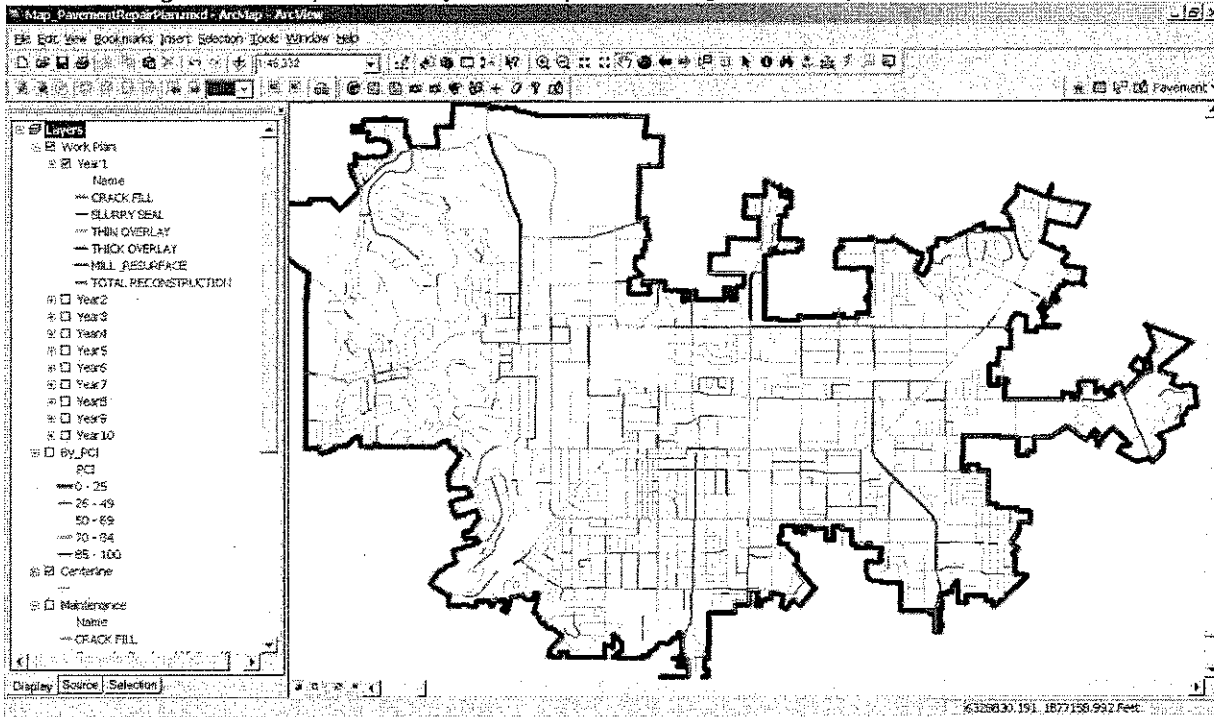 Map_PavementRepairPlan.mxd - ArcMap - ArcView
File Edit View Bookmarks Insert Selection Tools Window Help
Pavement
Layers
Work Plan
Year1
Name
CRACK FILL
SLURRY SEAL
THIN OVERLAY
THICK OVERLAY
MILL_RESURFACE
TOTAL RECONSTRUCTION
Year2
Year3
Year4
Year5
Year6
Year7
Year8
Year9
Year10
By_PCI
PCI
0 - 25
26 - 49
50 - 69
70 - 84
85 - 100
Centerline
Maintenance
Name
CRACK FILL
Display Source Selection